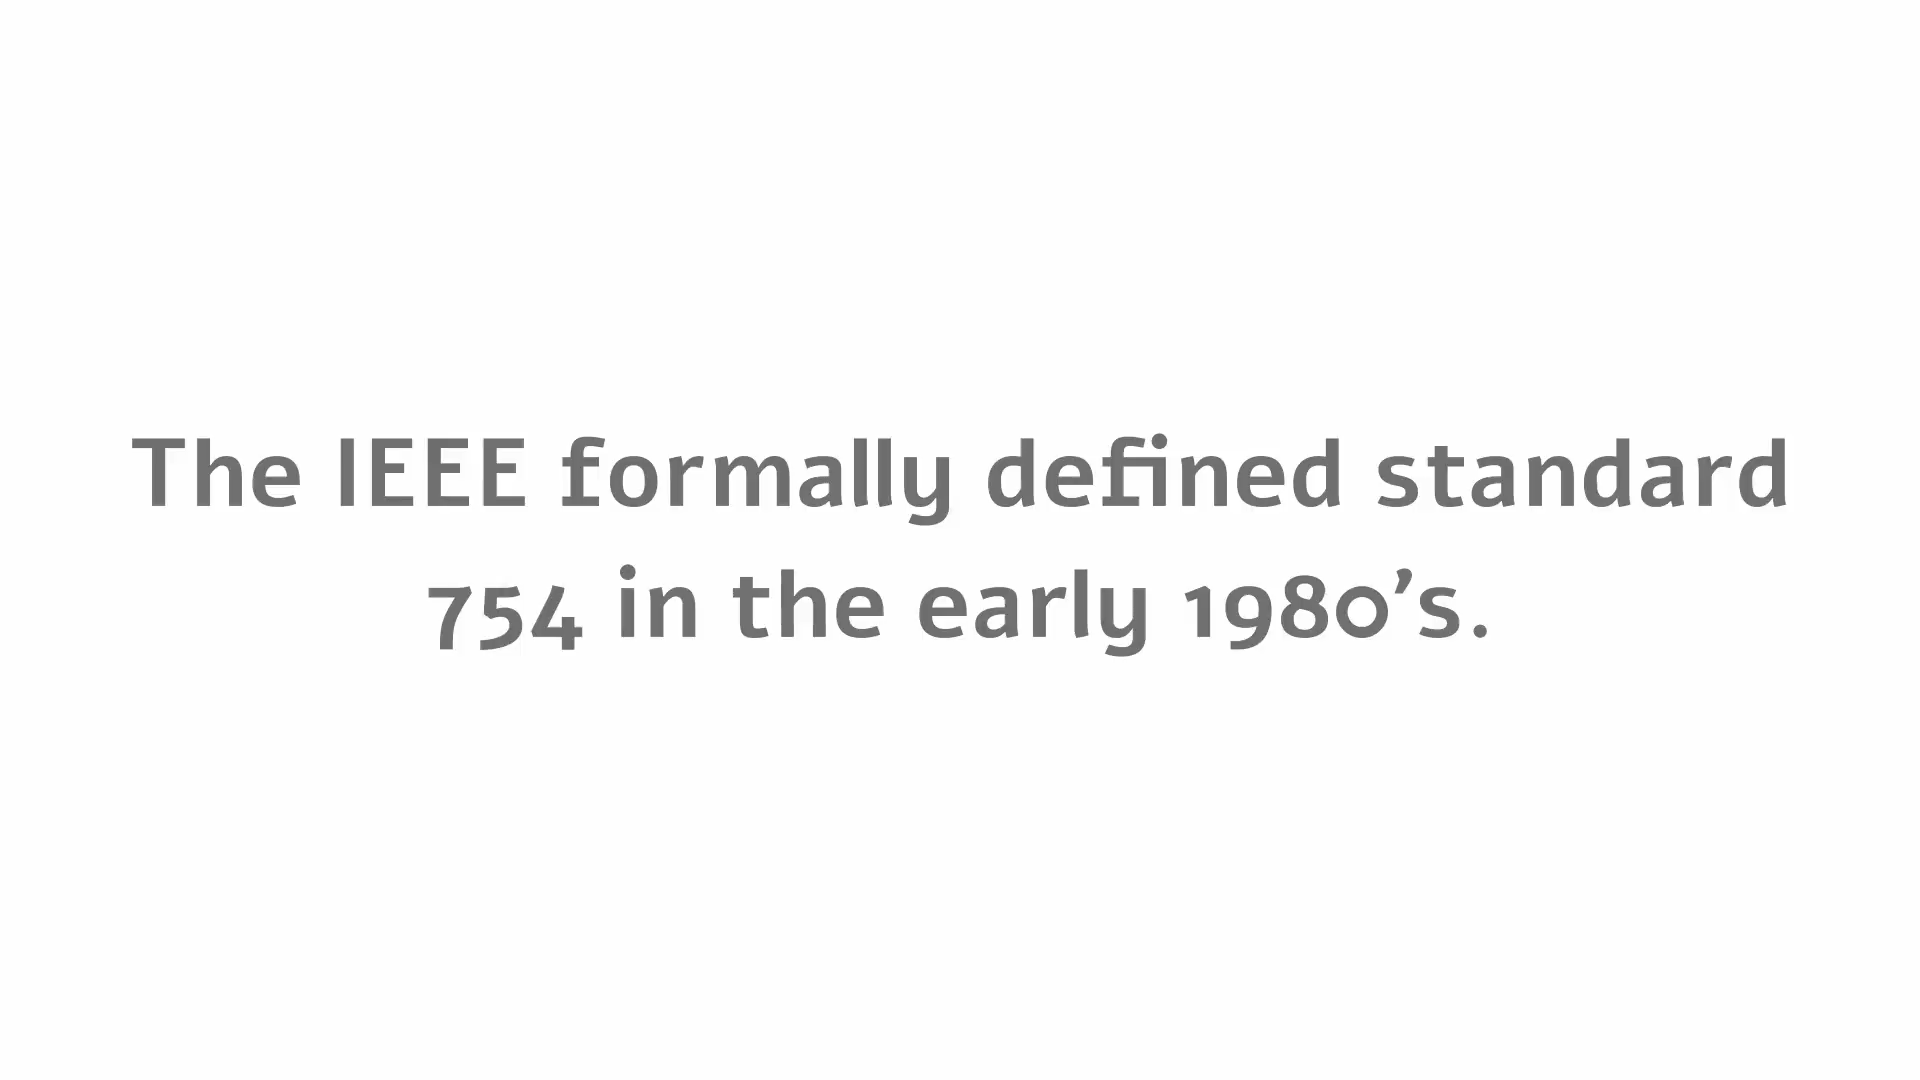 The IEEE formally defined standard
754 in the early 1980’s.